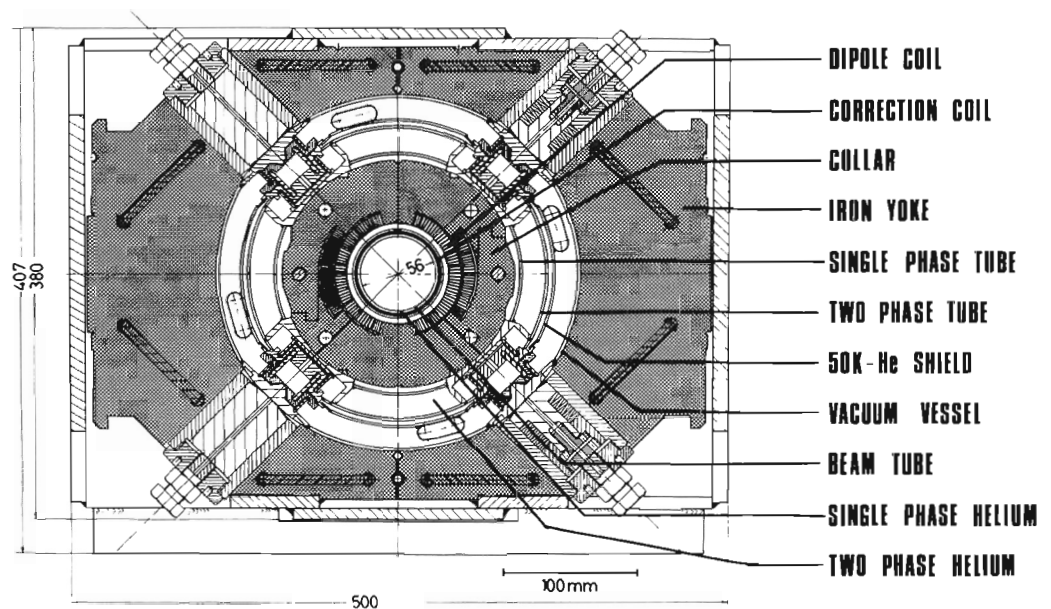 DIPOLE COIL
CORRECTION COIL
COLLAR
IRON YOKE
SINGLE PHASE TUBE
TWO PHASE TUBE
50K-He SHIELD
VACUUM VESSEL
BEAM TUBE
SINGLE PHASE HELIUM
TWO PHASE HELIUM
56
407
380
100mm
500